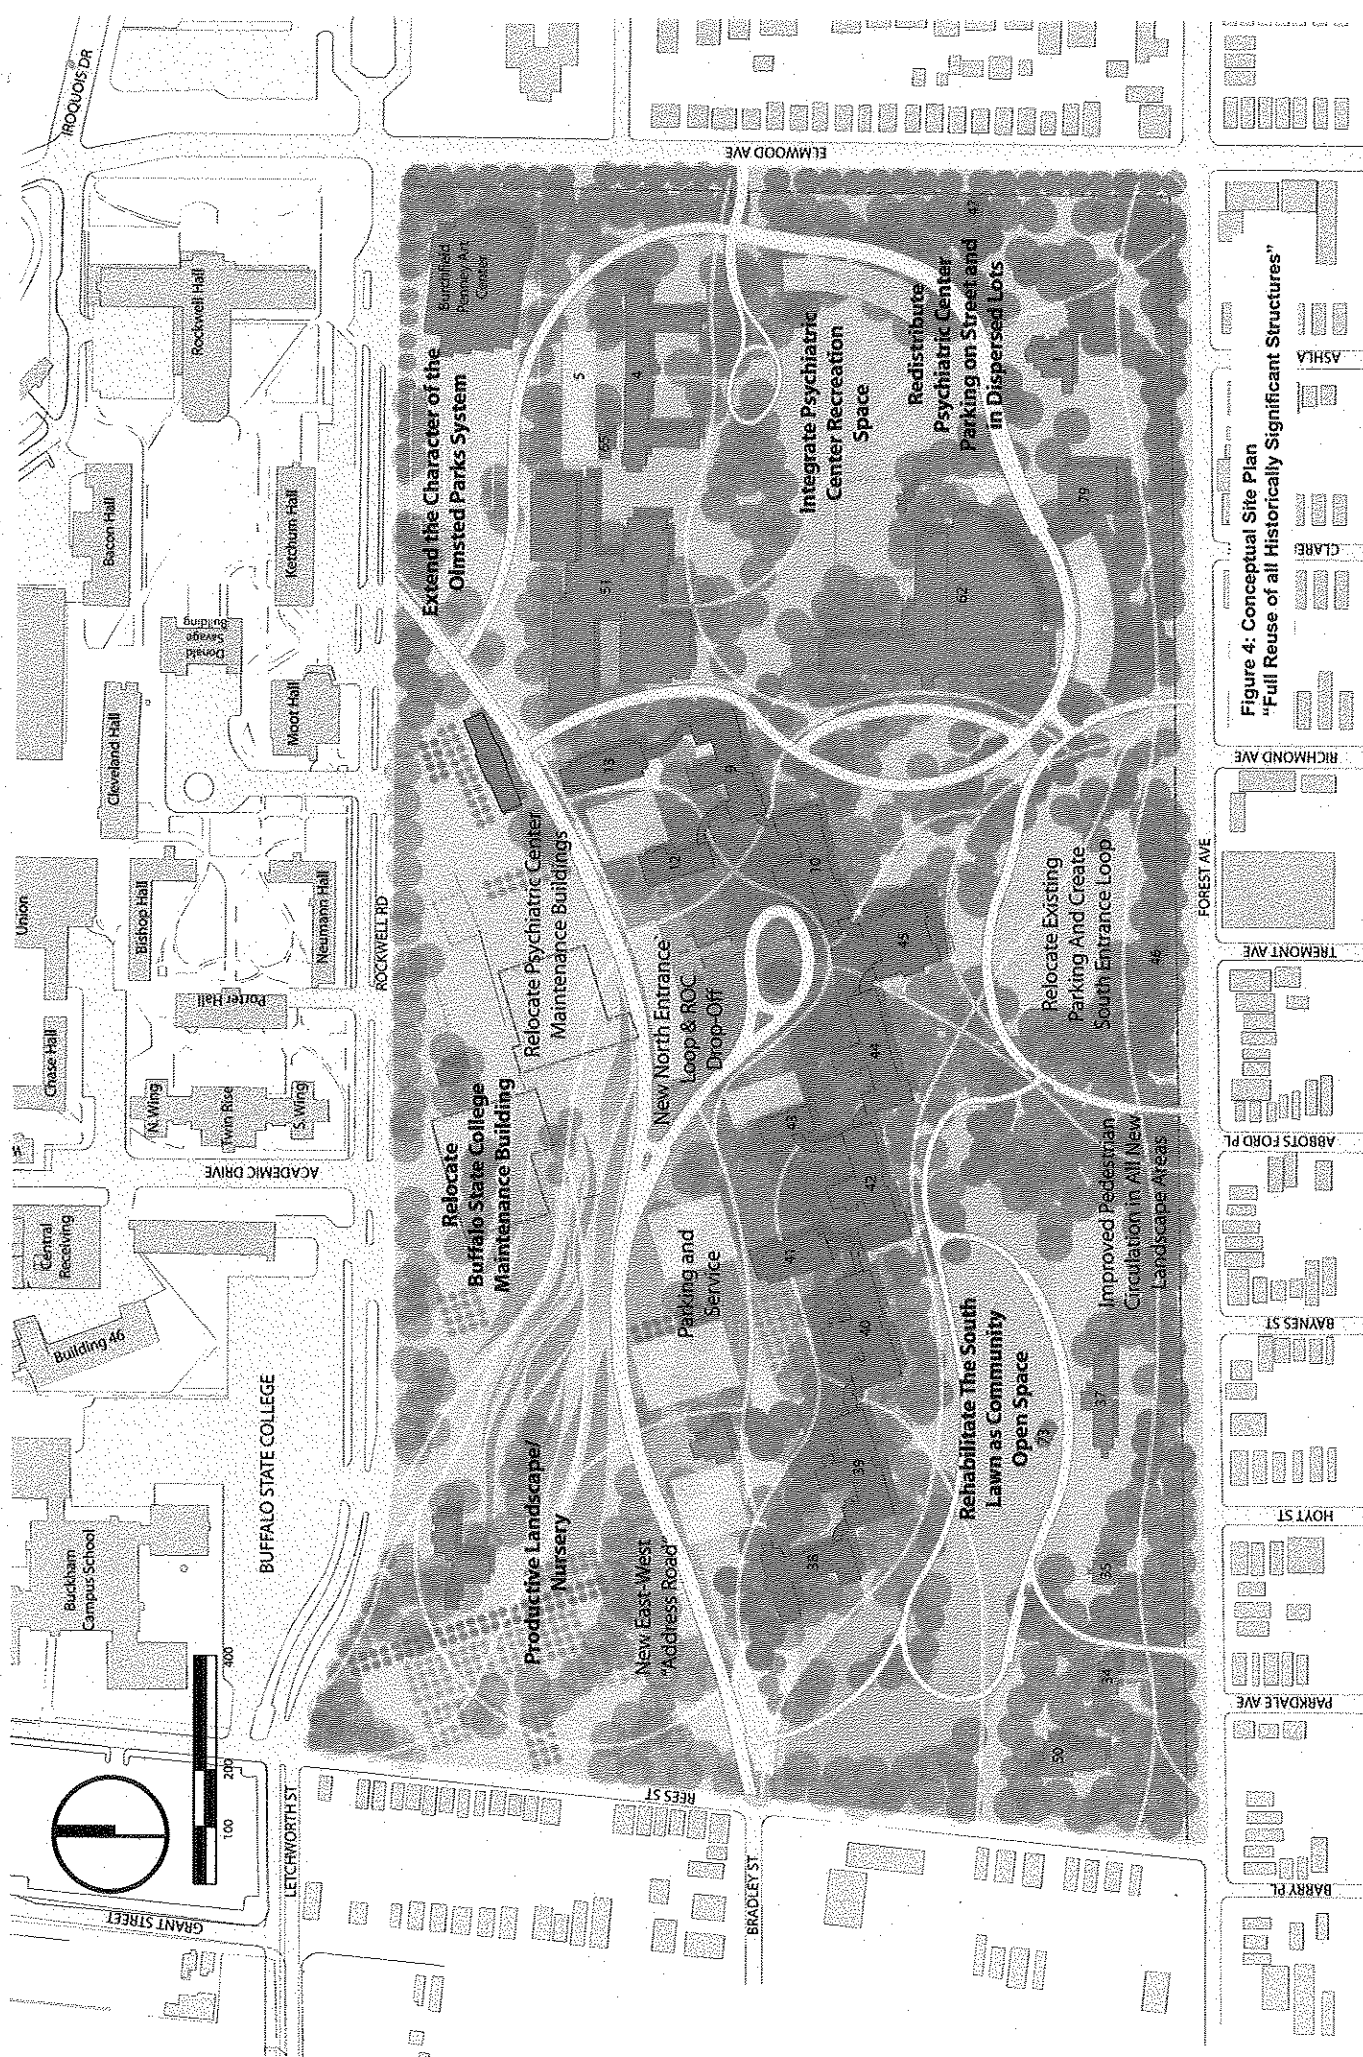 IROQUOIS DR
Rockwell Hall
Bacon Hall
Ketchum Hall
Donald
Savage
Building
Cleveland Hall
Moot Hall
Union
Bishop Hall
Neumann Hall
Porter Hall
Chase Hall
N. Wing
Twin Rise
S. Wing
ACADEMIC DRIVE
Central
Receiving
Building 46
BUFFALO STATE COLLEGE
Buckham
Campus School
100
200
400
GRANT STREET
LETCHWORTH ST
ROCKWELL RD
ELMWOOD AVE
REES ST
BRADLEY ST
FOREST AVE
Burchfield
Penney Art
Center
Extend the Character of the
Olmsted Parks System
Relocate Psychiatric Center
Maintenance Buildings
Relocate
Buffalo State College
Maintenance Building
Productive Landscape/
Nursery
New East-West
"Address Road"
Parking and
Service
New North Entrance
Loop & ROC
Drop-Off
Integrate Psychiatric
Center Recreation
Space
Redistribute
Psychiatric Center
Parking on Street and
in Dispersed Lots
Relocate Existing
Parking And Create
South Entrance Loop
Improved Pedestrian
Circulation in All New
Landscape Areas
Rehabilitate The South
Lawn as Community
Open Space
5
4
51
62
79
47
1
9
12
10
45
44
43
42
41
40
39
38
46
37
35
34
30
ASHLA
CLARE
RICHMOND AVE
TREMONT AVE
ABBOTS FORD PL
BAYNES ST
HOYT ST
PARKDALE AVE
BARRY PL
Figure 4: Conceptual Site Plan
"Full Reuse of all Historically Significant Structures"